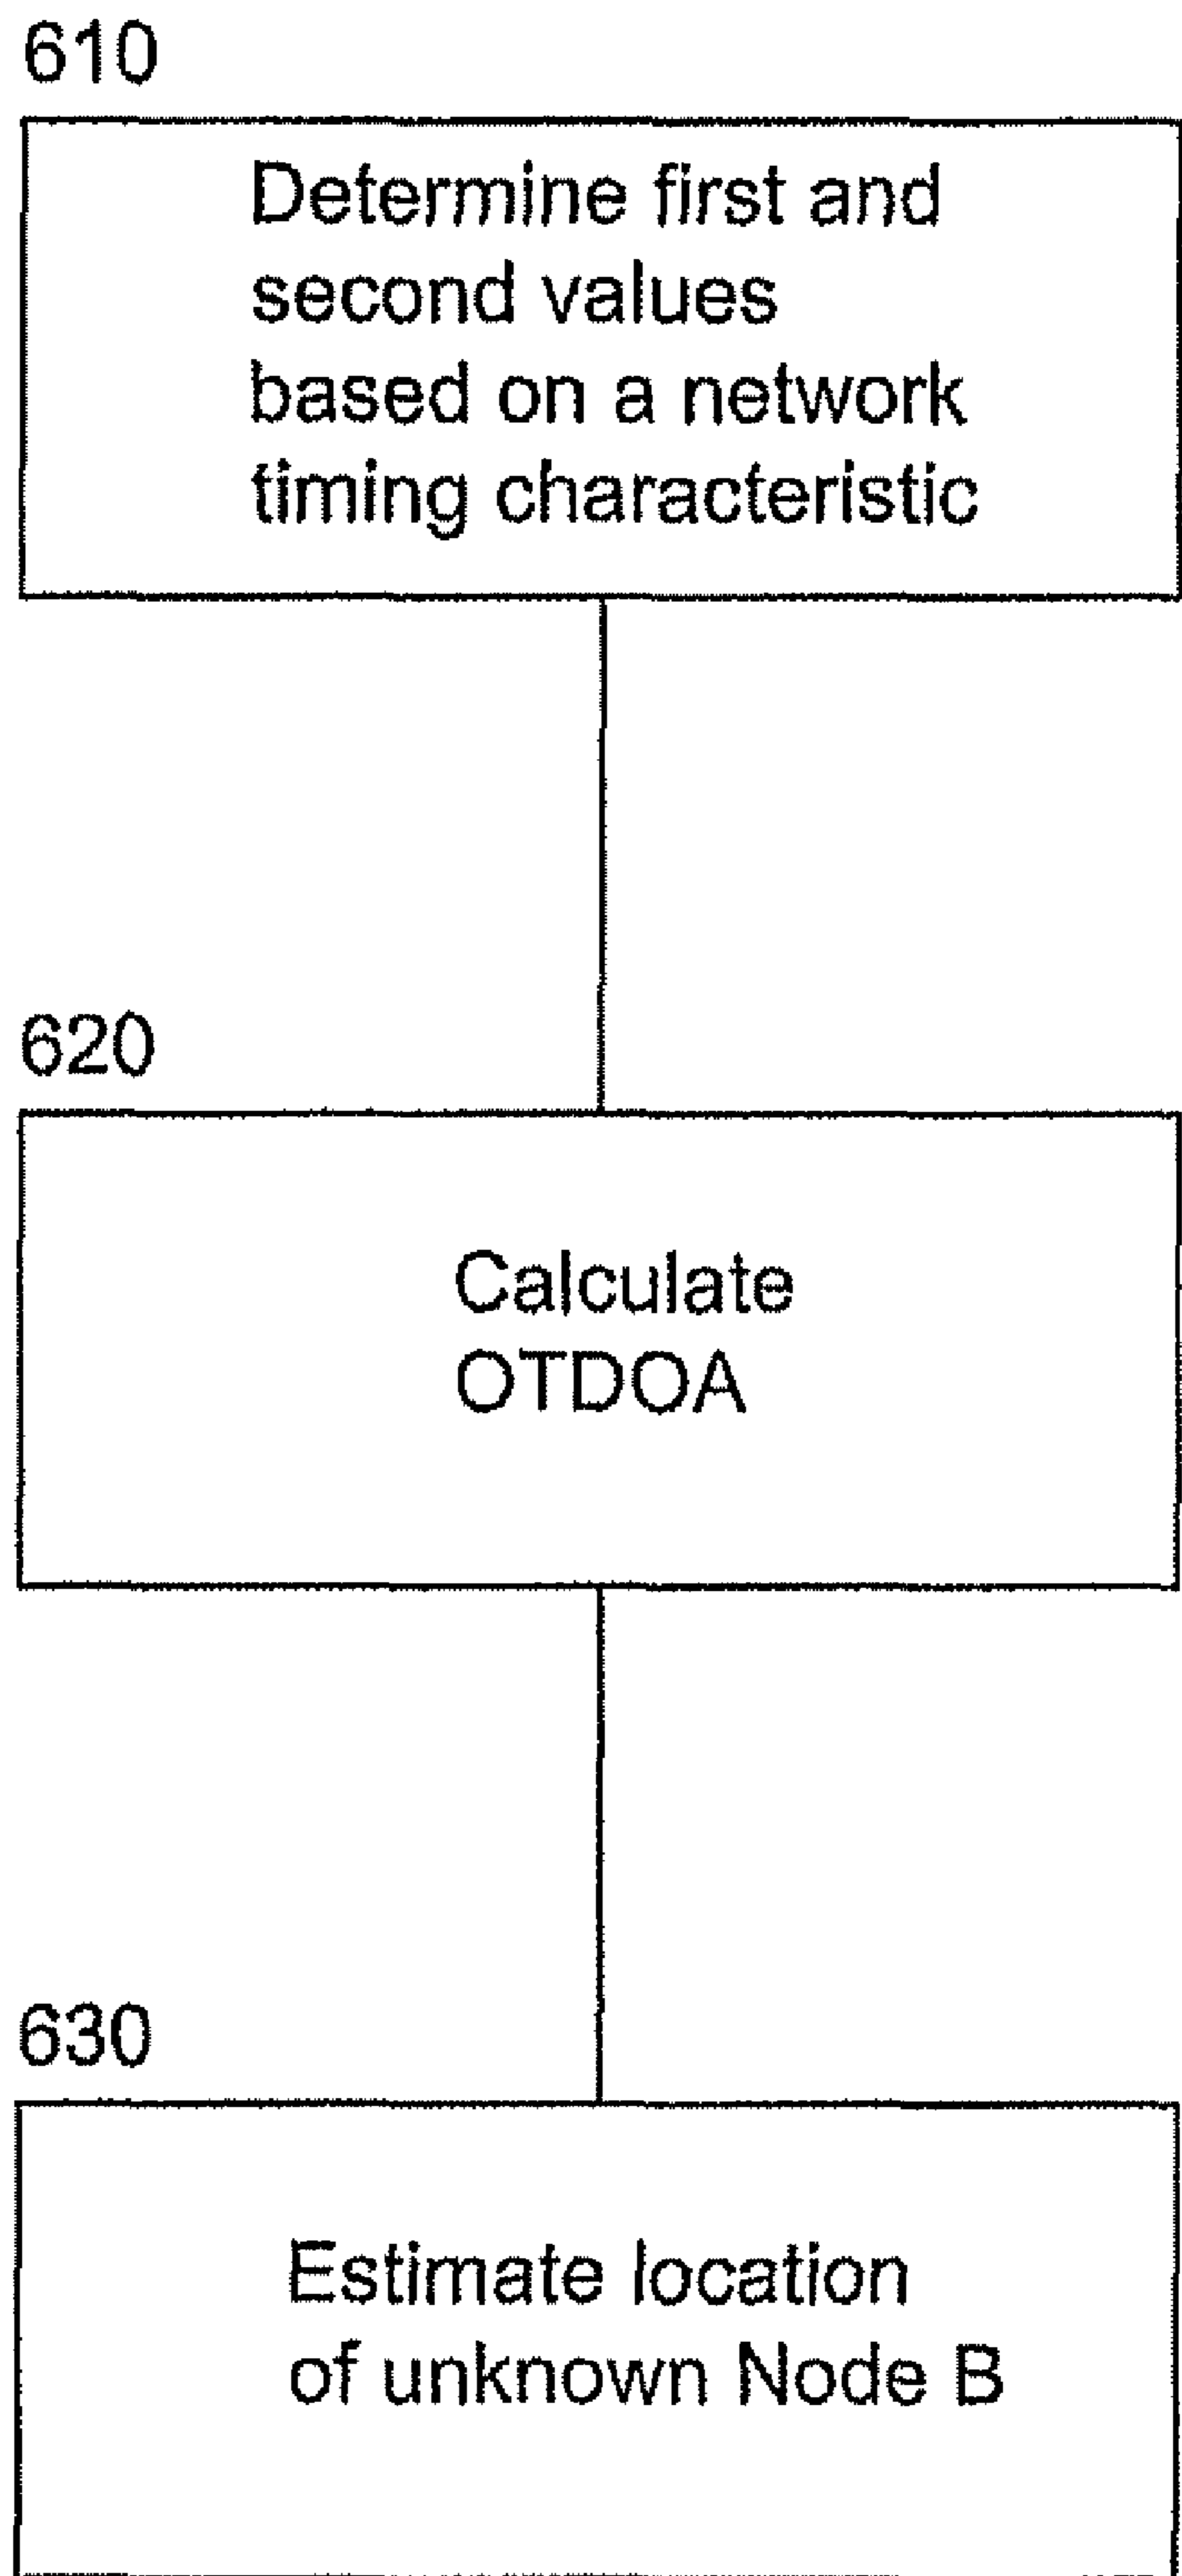 610
Determine first and
second values
based on a network
timing characteristic
620
Calculate
OTDOA
630
Estimate location
of unknown Node B